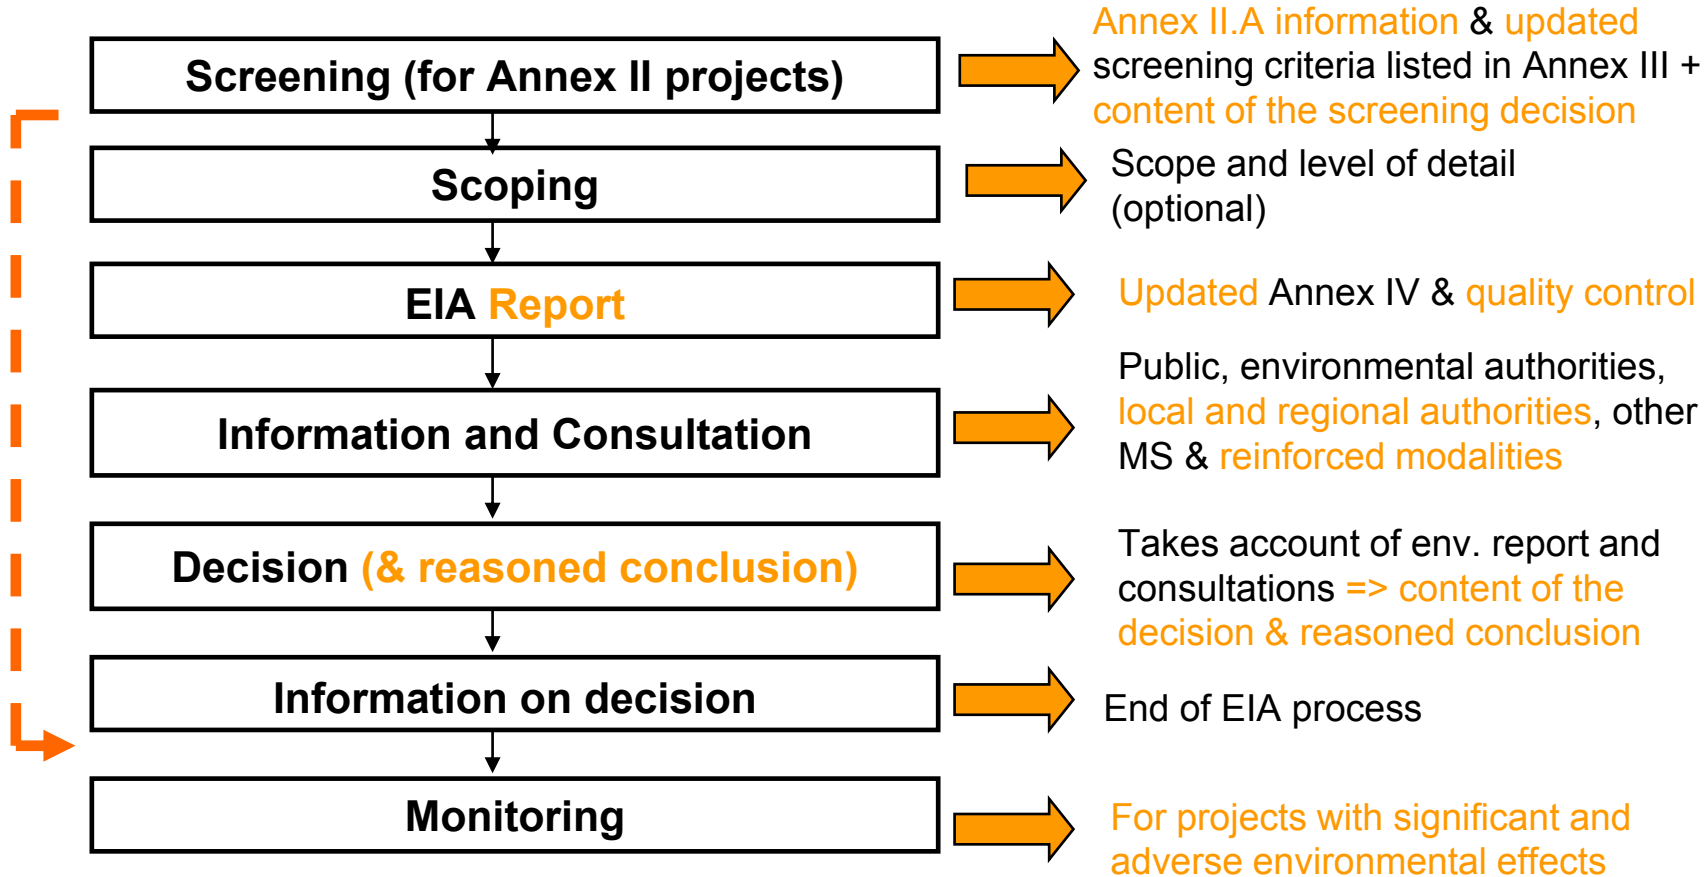 Screening (for Annex II projects)
Annex II.A information & updated
screening criteria listed in Annex III +
content of the screening decision
Scoping
Scope and level of detail
(optional)
EIA Report
Updated Annex IV & quality control
Information and Consultation
Public, environmental authorities,
local and regional authorities, other
MS & reinforced modalities
Decision (& reasoned conclusion)
Takes account of env. report and
consultations => content of the
decision & reasoned conclusion
Information on decision
End of EIA process
Monitoring
For projects with significant and
adverse environmental effects